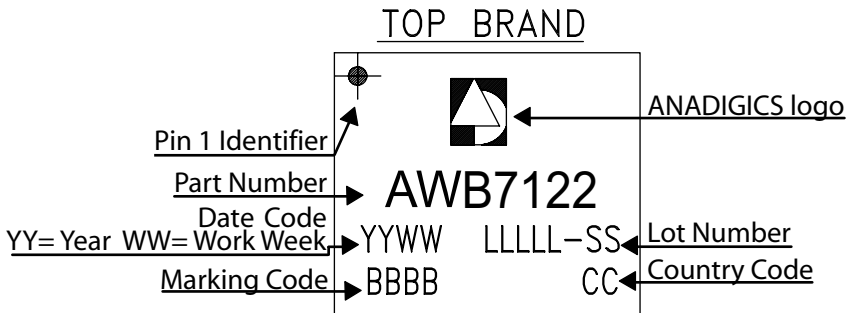 TOP BRAND
ANADIGICS logo
Pin 1 Identifier
Part Number
AWB7122
Date Code
YY= Year WW= Work Week
YYWW LLLLL-SS
Lot Number
Marking Code
BBBB CC
Country Code